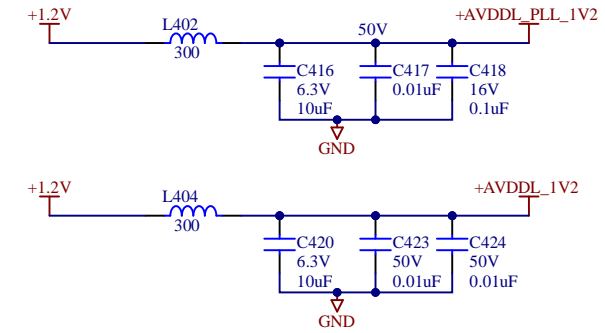 +1.2V
L402
300
50V
+AVDDL_PLL_1V2
C416
6.3V
10uF
C417
0.01uF
C418
16V
0.1uF
GND
+1.2V
L404
300
+AVDDL_1V2
C420
6.3V
10uF
C423
50V
0.01uF
C424
50V
0.01uF
GND